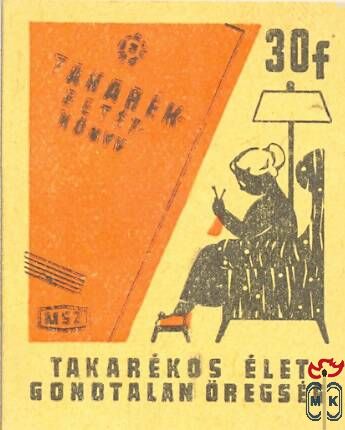 30f
TAKARÉK
BETÉT
KÖNYV
MSZ
TAKARÉKOS ÉLET
GONDTALAN ÖREGSÉG
MK